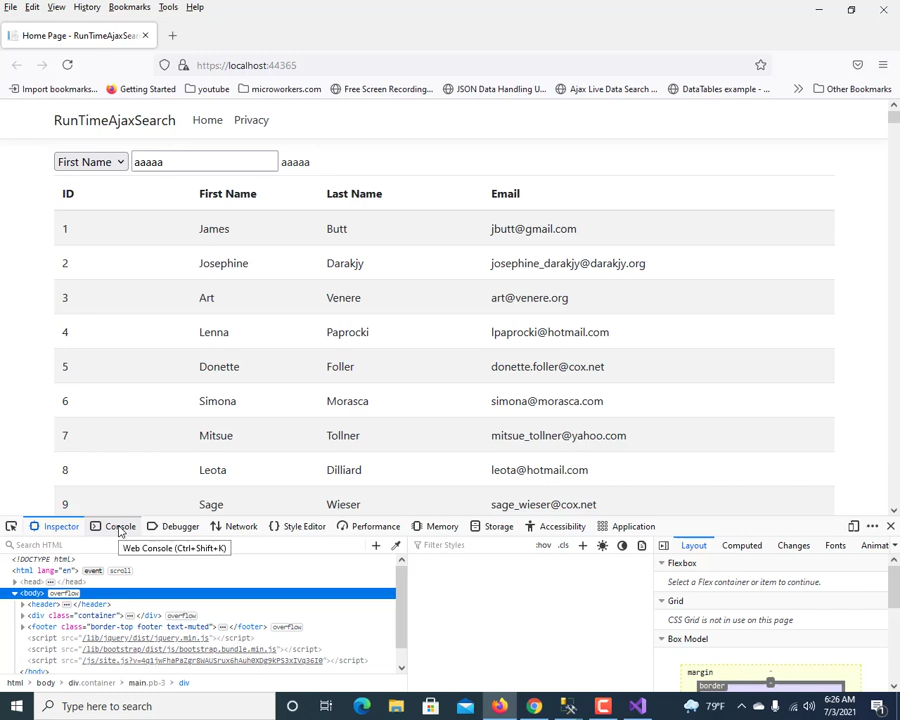 File Edit View History Bookmarks Tools Help
Home Page - RunTimeAjaxSear
https://localhost:44365
Import bookmarks... Getting Started youtube microworkers.com Free Screen Recording... JSON Data Handling U... Ajax Live Data Search ... DataTables example - ... Other Bookmarks
RunTimeAjaxSearch Home Privacy
First Name aaaaa aaaaa
ID First Name Last Name Email
1 James Butt jbutt@gmail.com
2 Josephine Darakjy josephine_darakjy@darakjy.org
3 Art Venere art@venere.org
4 Lenna Paprocki lpaprocki@hotmail.com
5 Donette Foller donette.foller@cox.net
6 Simona Morasca simona@morasca.com
7 Mitsue Tollner mitsue_tollner@yahoo.com
8 Leota Dilliard leota@hotmail.com
9 Sage Wieser sage_wieser@cox.net
Inspector Console Debugger Network Style Editor Performance Memory Storage Accessibility Application
Web Console (Ctrl+Shift+K)
Search HTML Filter Styles :hov .cls Layout Computed Changes Fonts Animat
<!DOCTYPE html>
<html lang="en"> event scroll
<head> </head>
<body> overflow
<header> </header>
<div class="container"> </div> overflow
<footer class="border-top footer text-muted"> </footer> overflow
<script src="/lib/jquery/dist/jquery.min.js"></script>
<script src="/lib/bootstrap/dist/js/bootstrap.bundle.min.js"></script>
</body>
html body div.container main.pb-3 div
Flexbox
Select a Flex container or item to continue.
Grid
CSS Grid is not in use on this page
Box Model
margin
border
Type here to search
79°F
6:26 AM
7/3/2021
1